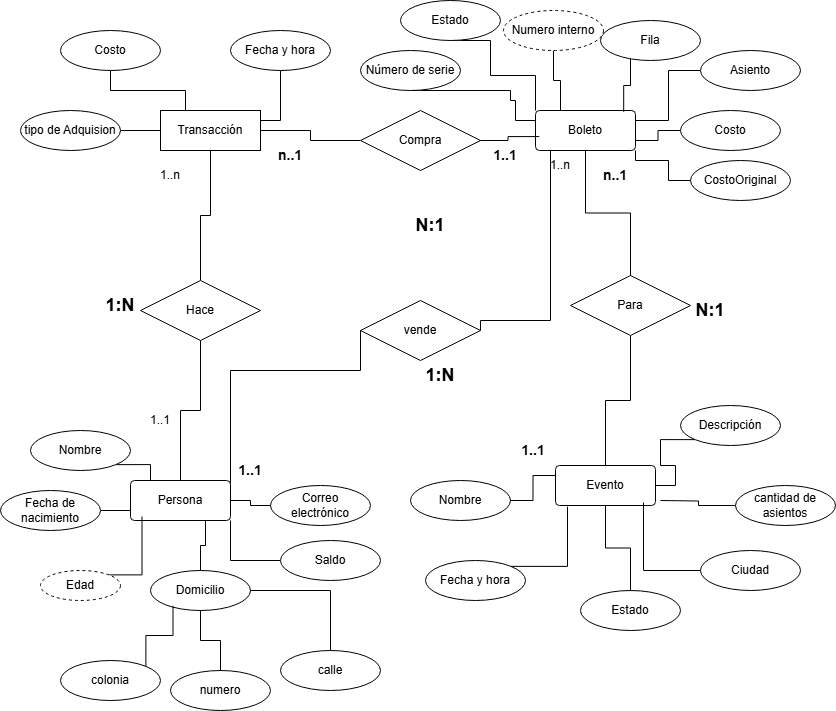 Estado
Numero interno
Fila
Costo
Fecha y hora
Número de serie
Asiento
tipo de Adquision
Transacción
Compra
Boleto
Costo
n..1
1..1
1..n
1..n
n..1
CostoOriginal
N:1
1:N
Hace
vende
Para
N:1
1:N
1..1
Descripción
Nombre
1..1
1..1
Fecha de
nacimiento
Persona
Correo
electrónico
Nombre
Evento
cantidad de
asientos
Saldo
Edad
Domicilio
Fecha y hora
Ciudad
Estado
colonia
numero
calle